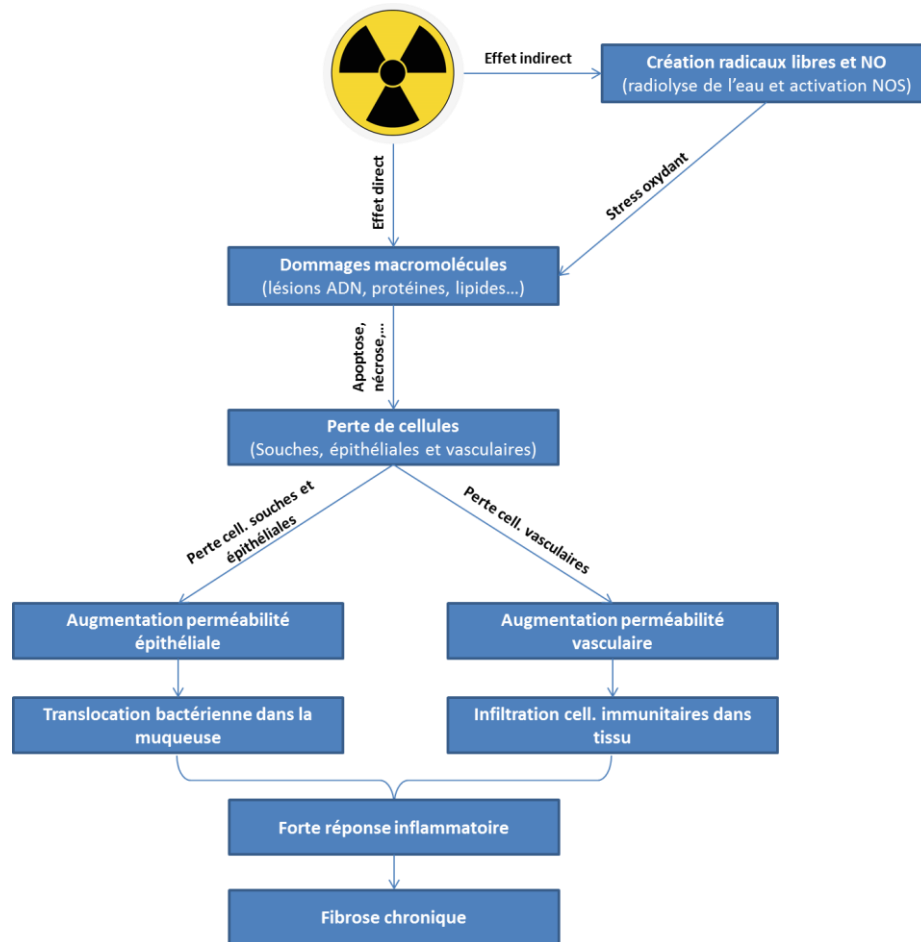 Effet indirect
Création radicaux libres et NO
(radiolyse de l'eau et activation NOS)
Effet direct
Stress oxydant
Dommages macromolécules
(lésions ADN, protéines, lipides...)
Apoptose,
nécrose,...
Perte de cellules
(Souches, épithéliales et vasculaires)
Perte cell. souches et
épithéliales
Perte cell. vasculaires
Augmentation perméabilité
épithéliale
Augmentation perméabilité
vasculaire
Translocation bactérienne dans la
muqueuse
Infiltration cell. immunitaires dans
tissu
Forte réponse inflammatoire
Fibrose chronique